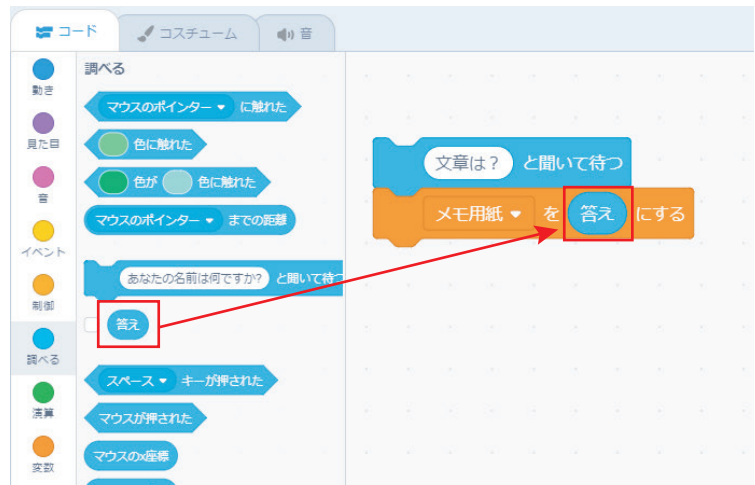 コード
コスチューム
音
動き
見た目
音
イベント
制御
調べる
演算
変数
調べる
マウスのポインター に触れた
色に触れた
色が 色に触れた
マウスのポインター までの距離
あなたの名前は何ですか? と聞いて待つ
答え
スペース キーが押された
マウスが押された
マウスのx座標
文章は? と聞いて待つ
メモ用紙 を 答え にする